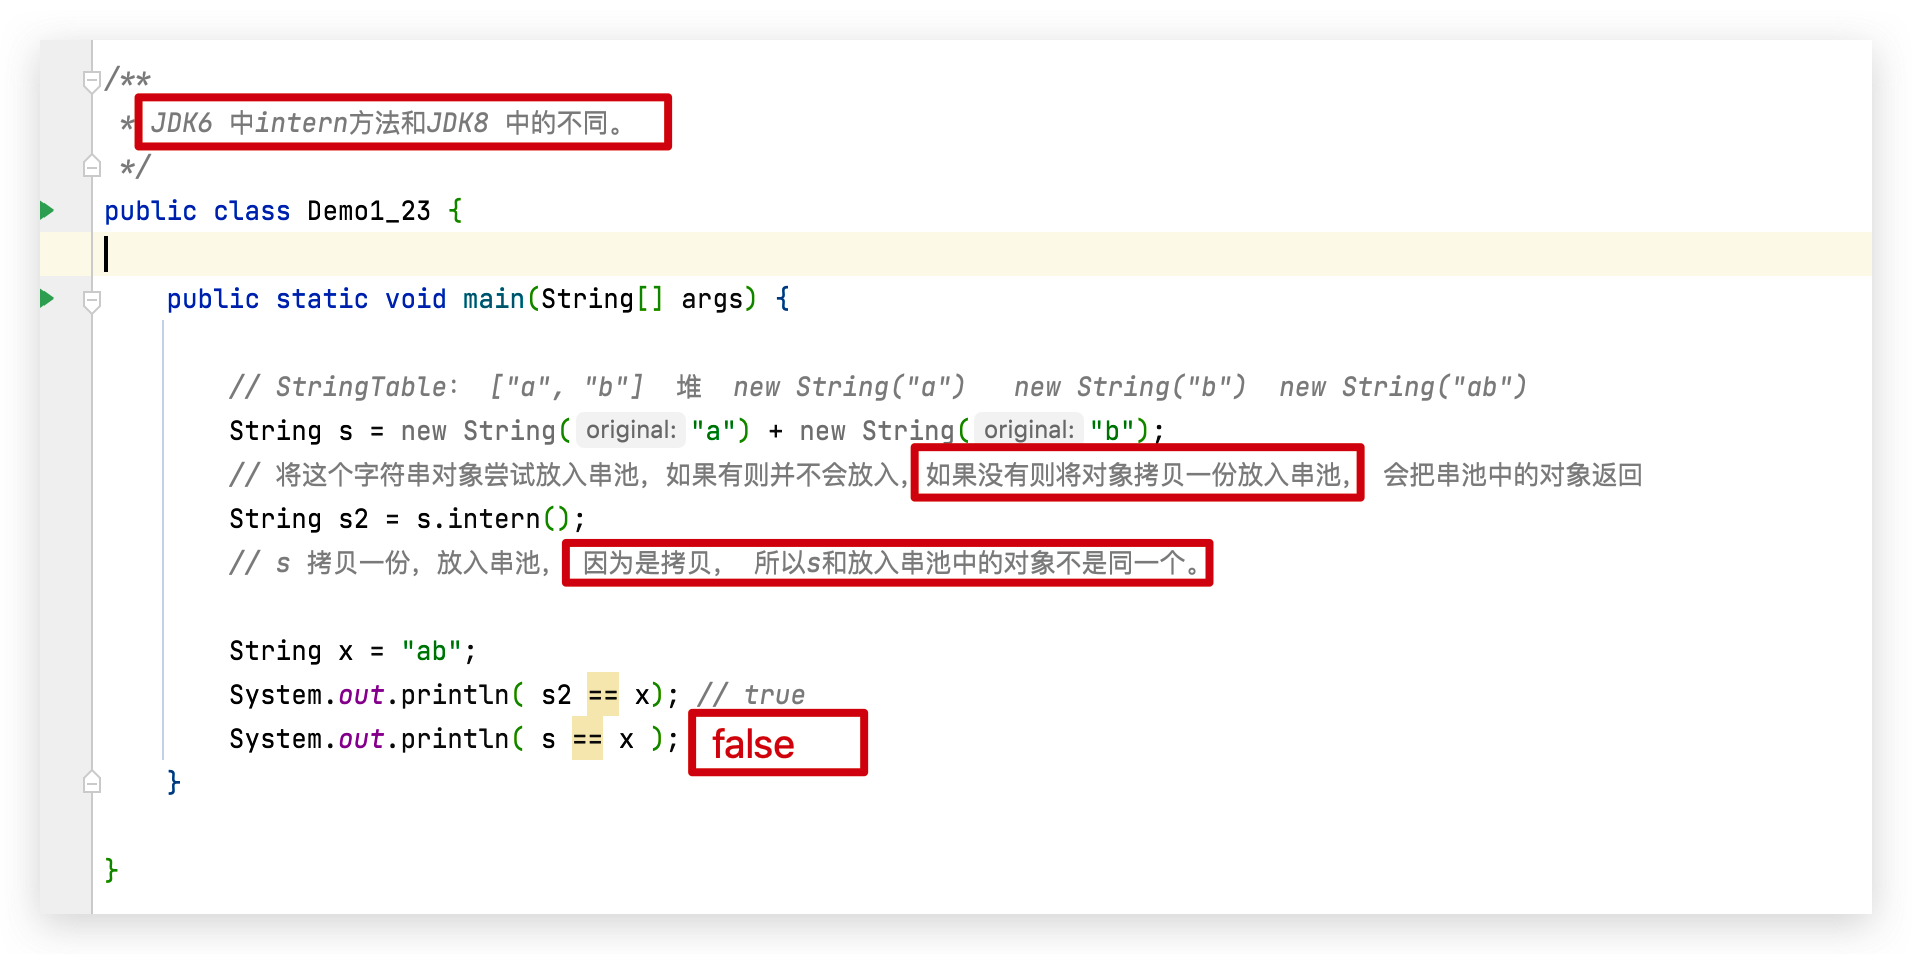 /**
* JDK6 中intern方法和JDK8 中的不同。
*/
public class Demo1_23 {
public static void main(String[] args) {
// StringTable： ["a", "b"] 堆 new String("a") new String("b") new String("ab")
String s = new String( original: "a") + new String( original: "b");
// 将这个字符串对象尝试放入串池，如果有则并不会放入，如果没有则将对象拷贝一份放入串池， 会把串池中的对象返回
String s2 = s.intern();
// s 拷贝一份，放入串池， 因为是拷贝， 所以s和放入串池中的对象不是同一个。
String x = "ab";
System.out.println( s2 == x); // true
System.out.println( s == x ); false
}
}